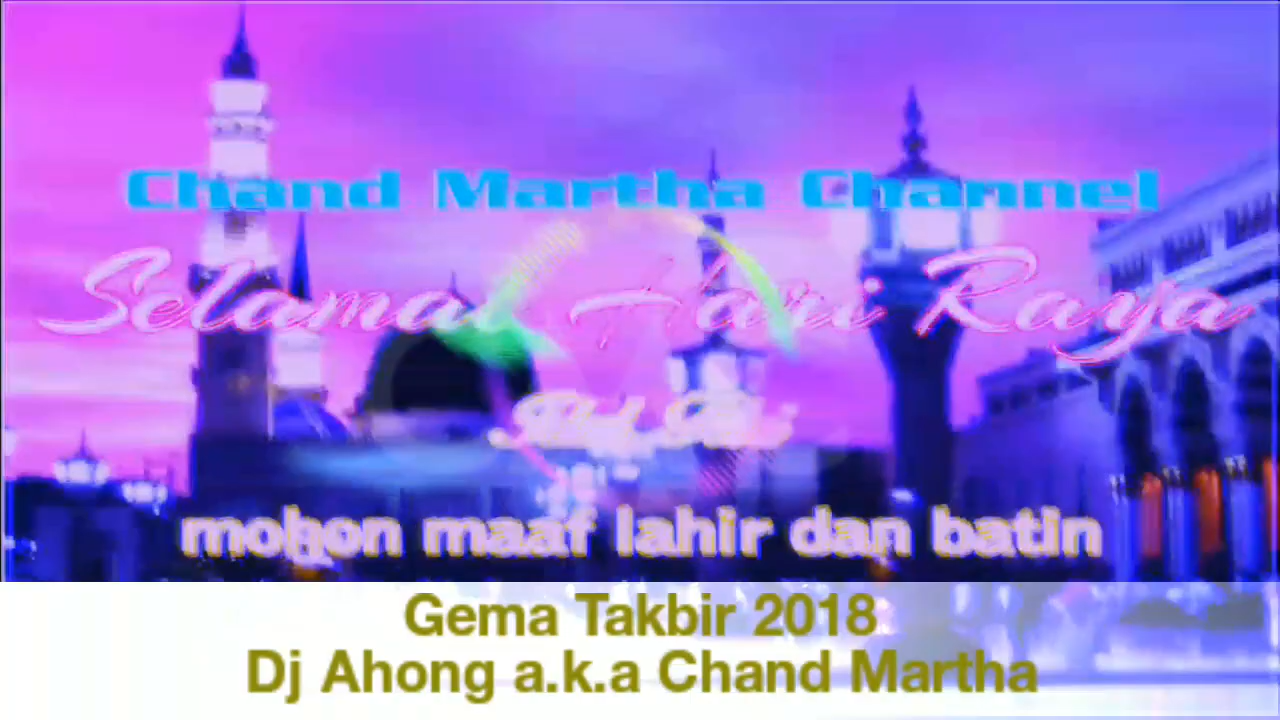 Chand Martha Channel
Selamat Hari Raya
mohon maaf lahir dan batin
Gema Takbir 2018
Dj Ahong a.k.a Chand Martha